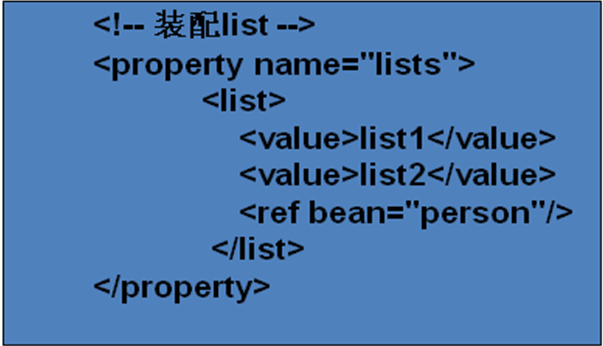 <!-- 装配list -->
<property name="lists">
<list>
<value>list1</value>
<value>list2</value>
<ref bean="person"/>
</list>
</property>